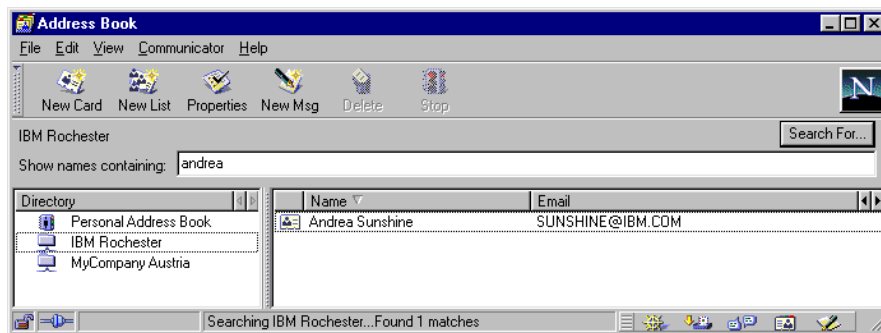 Address Book
File Edit View Communicator Help
New Card New List Properties New Msg Delete Stop
N
IBM Rochester
Search For...
Show names containing: andrea
Directory Name Email
Personal Address Book Andrea Sunshine SUNSHINE@IBM.COM
IBM Rochester
MyCompany Austria
Searching IBM Rochester...Found 1 matches